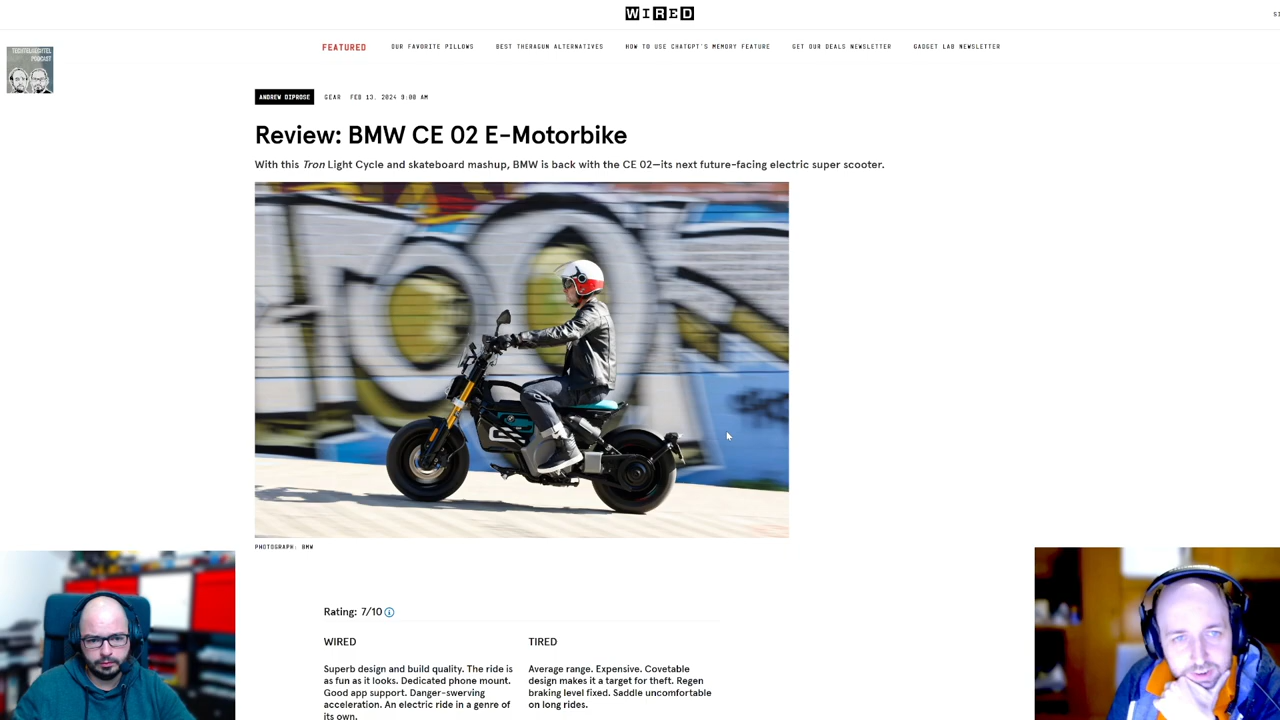 WIRED
SI
TECHTELMECHTEL
PODCAST
FEATURED
OUR FAVORITE PILLOWS
BEST THERAGUN ALTERNATIVES
HOW TO USE CHATGPT'S MEMORY FEATURE
GET OUR DEALS NEWSLETTER
GADGET LAB NEWSLETTER
ANDREW DIPROSE
GEAR
FEB 13, 2024 9:00 AM
Review: BMW CE 02 E-Motorbike
With this Tron Light Cycle and skateboard mashup, BMW is back with the CE 02—its next future-facing electric super scooter.
PHOTOGRAPH: BMW
Rating: 7/10
WIRED
Superb design and build quality. The ride is
as fun as it looks. Dedicated phone mount.
Good app support. Danger-swerving
acceleration. An electric ride in a genre of
its own.
TIRED
Average range. Expensive. Covetable
design makes it a target for theft. Regen
braking level fixed. Saddle uncomfortable
on long rides.